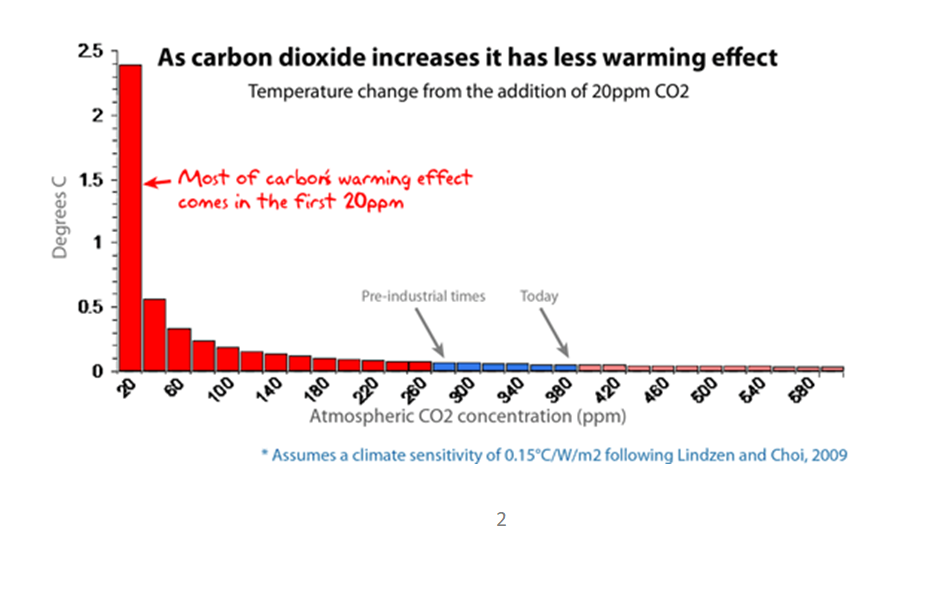 As carbon dioxide increases it has less warming effect
Temperature change from the addition of 20ppm CO2
Degrees C
2.5
2
1.5
1
0.5
0
Most of carbon's warming effect
comes in the first 20ppm
Pre-industrial times
Today
20 60 100 140 180 220 260 300 340 380 420 460 500 540 580
Atmospheric CO2 concentration (ppm)
* Assumes a climate sensitivity of 0.15°C/W/m2 following Lindzen and Choi, 2009
2